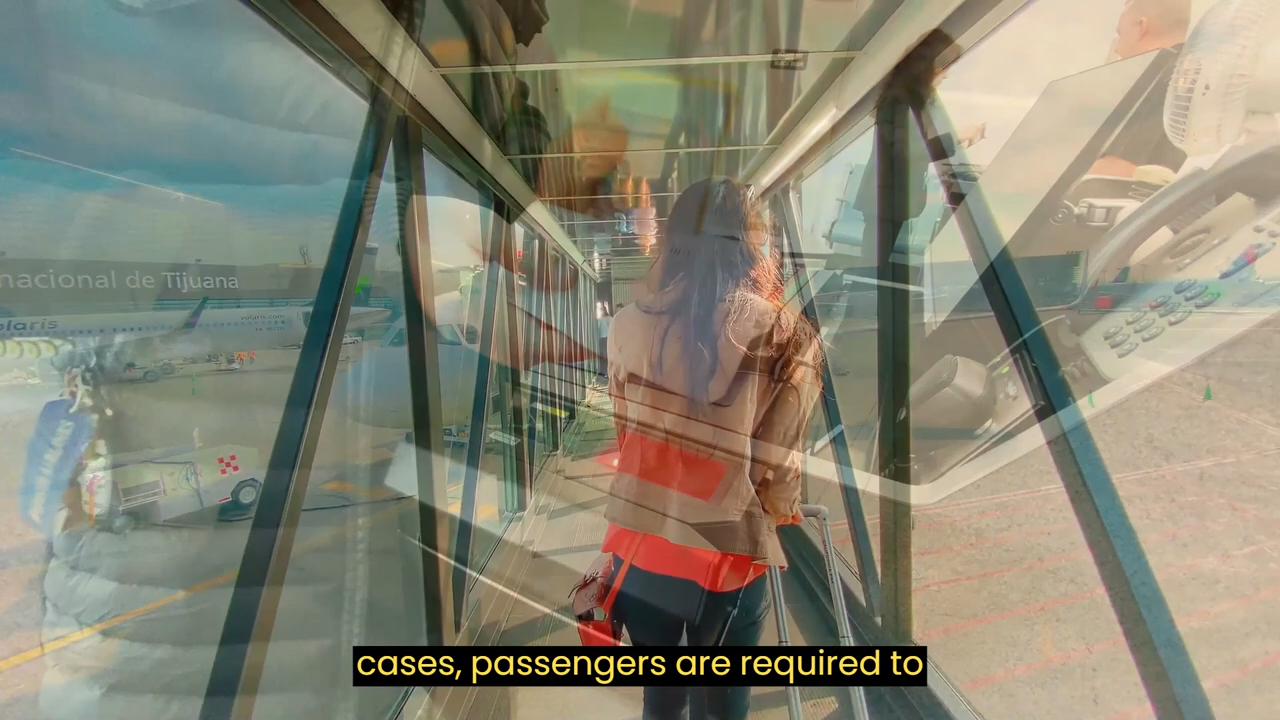 nacional de Tijuana
olaris
volaris.com
cases, passengers are required to